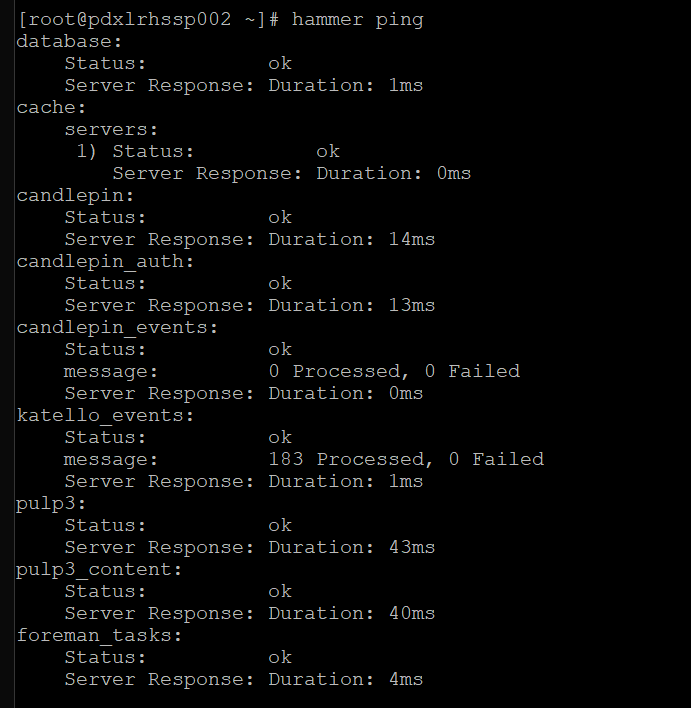 [root@pdxlrhssp002 ~]# hammer ping
database:
    Status:          ok
    Server Response: Duration: 1ms
cache:
    servers:
     1) Status:          ok
        Server Response: Duration: 0ms
candlepin:
    Status:          ok
    Server Response: Duration: 14ms
candlepin_auth:
    Status:          ok
    Server Response: Duration: 13ms
candlepin_events:
    Status:          ok
    message:         0 Processed, 0 Failed
    Server Response: Duration: 0ms
katello_events:
    Status:          ok
    message:         183 Processed, 0 Failed
    Server Response: Duration: 1ms
pulp3:
    Status:          ok
    Server Response: Duration: 43ms
pulp3_content:
    Status:          ok
    Server Response: Duration: 40ms
foreman_tasks:
    Status:          ok
    Server Response: Duration: 4ms